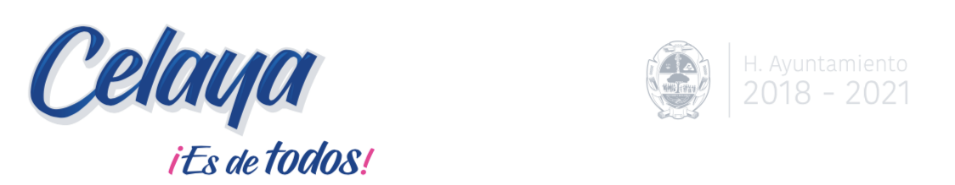 Celaya
¡Es de todos!
H. Ayuntamiento
2018 - 2021